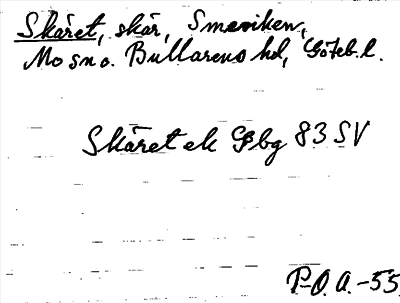 Skäret, skär, Smeviken,
Mo sn o. Bullarens hd, Göteb. l.
Skäret ek Gbg 83 SV
P.O.A.-55.